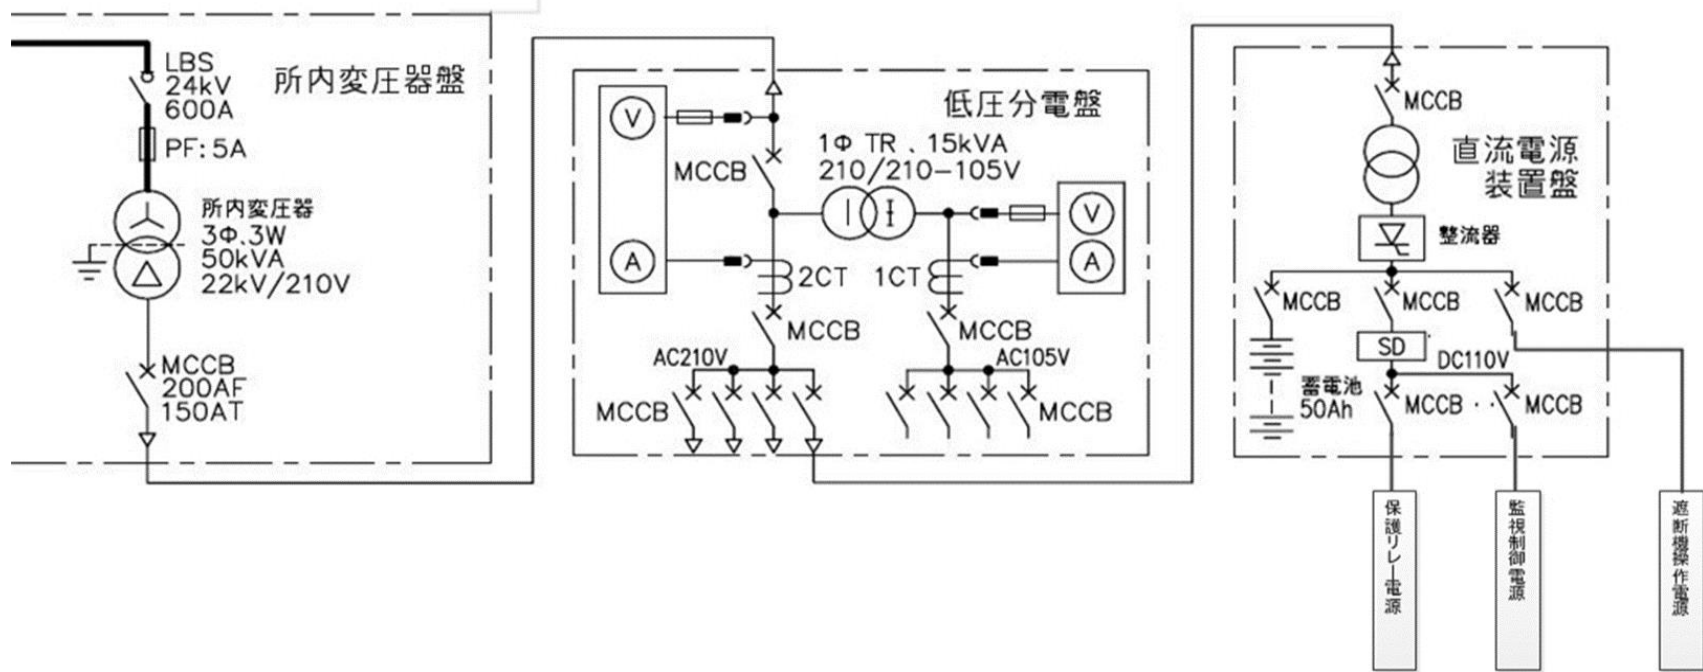 LBS
24kV
600A
所内変圧器盤
PF:5A
所内変圧器
3Φ.3W
50kVA
22kV/210V
MCCB
200AF
150AT
低圧分電盤
V
1Φ TR . 15kVA
210/210-105V
MCCB
V
A
A
2CT
1CT
MCCB
MCCB
AC210V
AC105V
MCCB
MCCB
MCCB
直流電源
装置盤
整流器
MCCB
MCCB
MCCB
SD
DC110V
蓄電池
50Ah
MCCB
MCCB
保護リレー電源
監視制御電源
遮断機操作電源